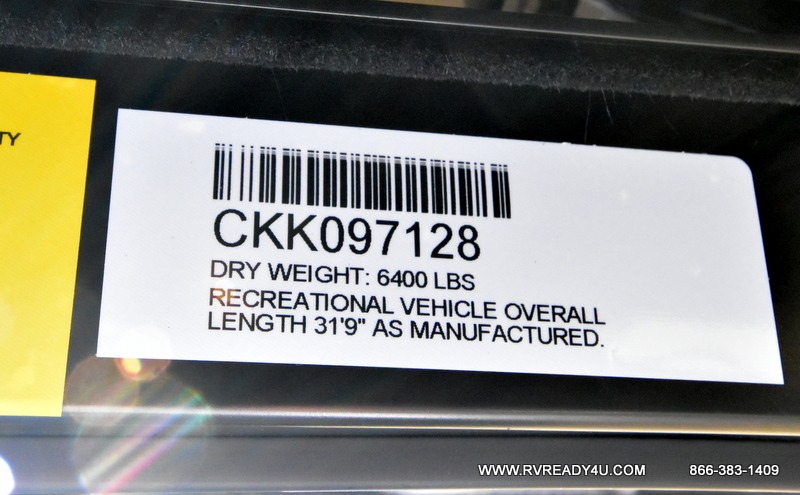 TY
CKK097128
DRY WEIGHT: 6400 LBS
RECREATIONAL VEHICLE OVERALL
LENGTH 31'9" AS MANUFACTURED.
WWW.RVREADY4U.COM 866-383-1409